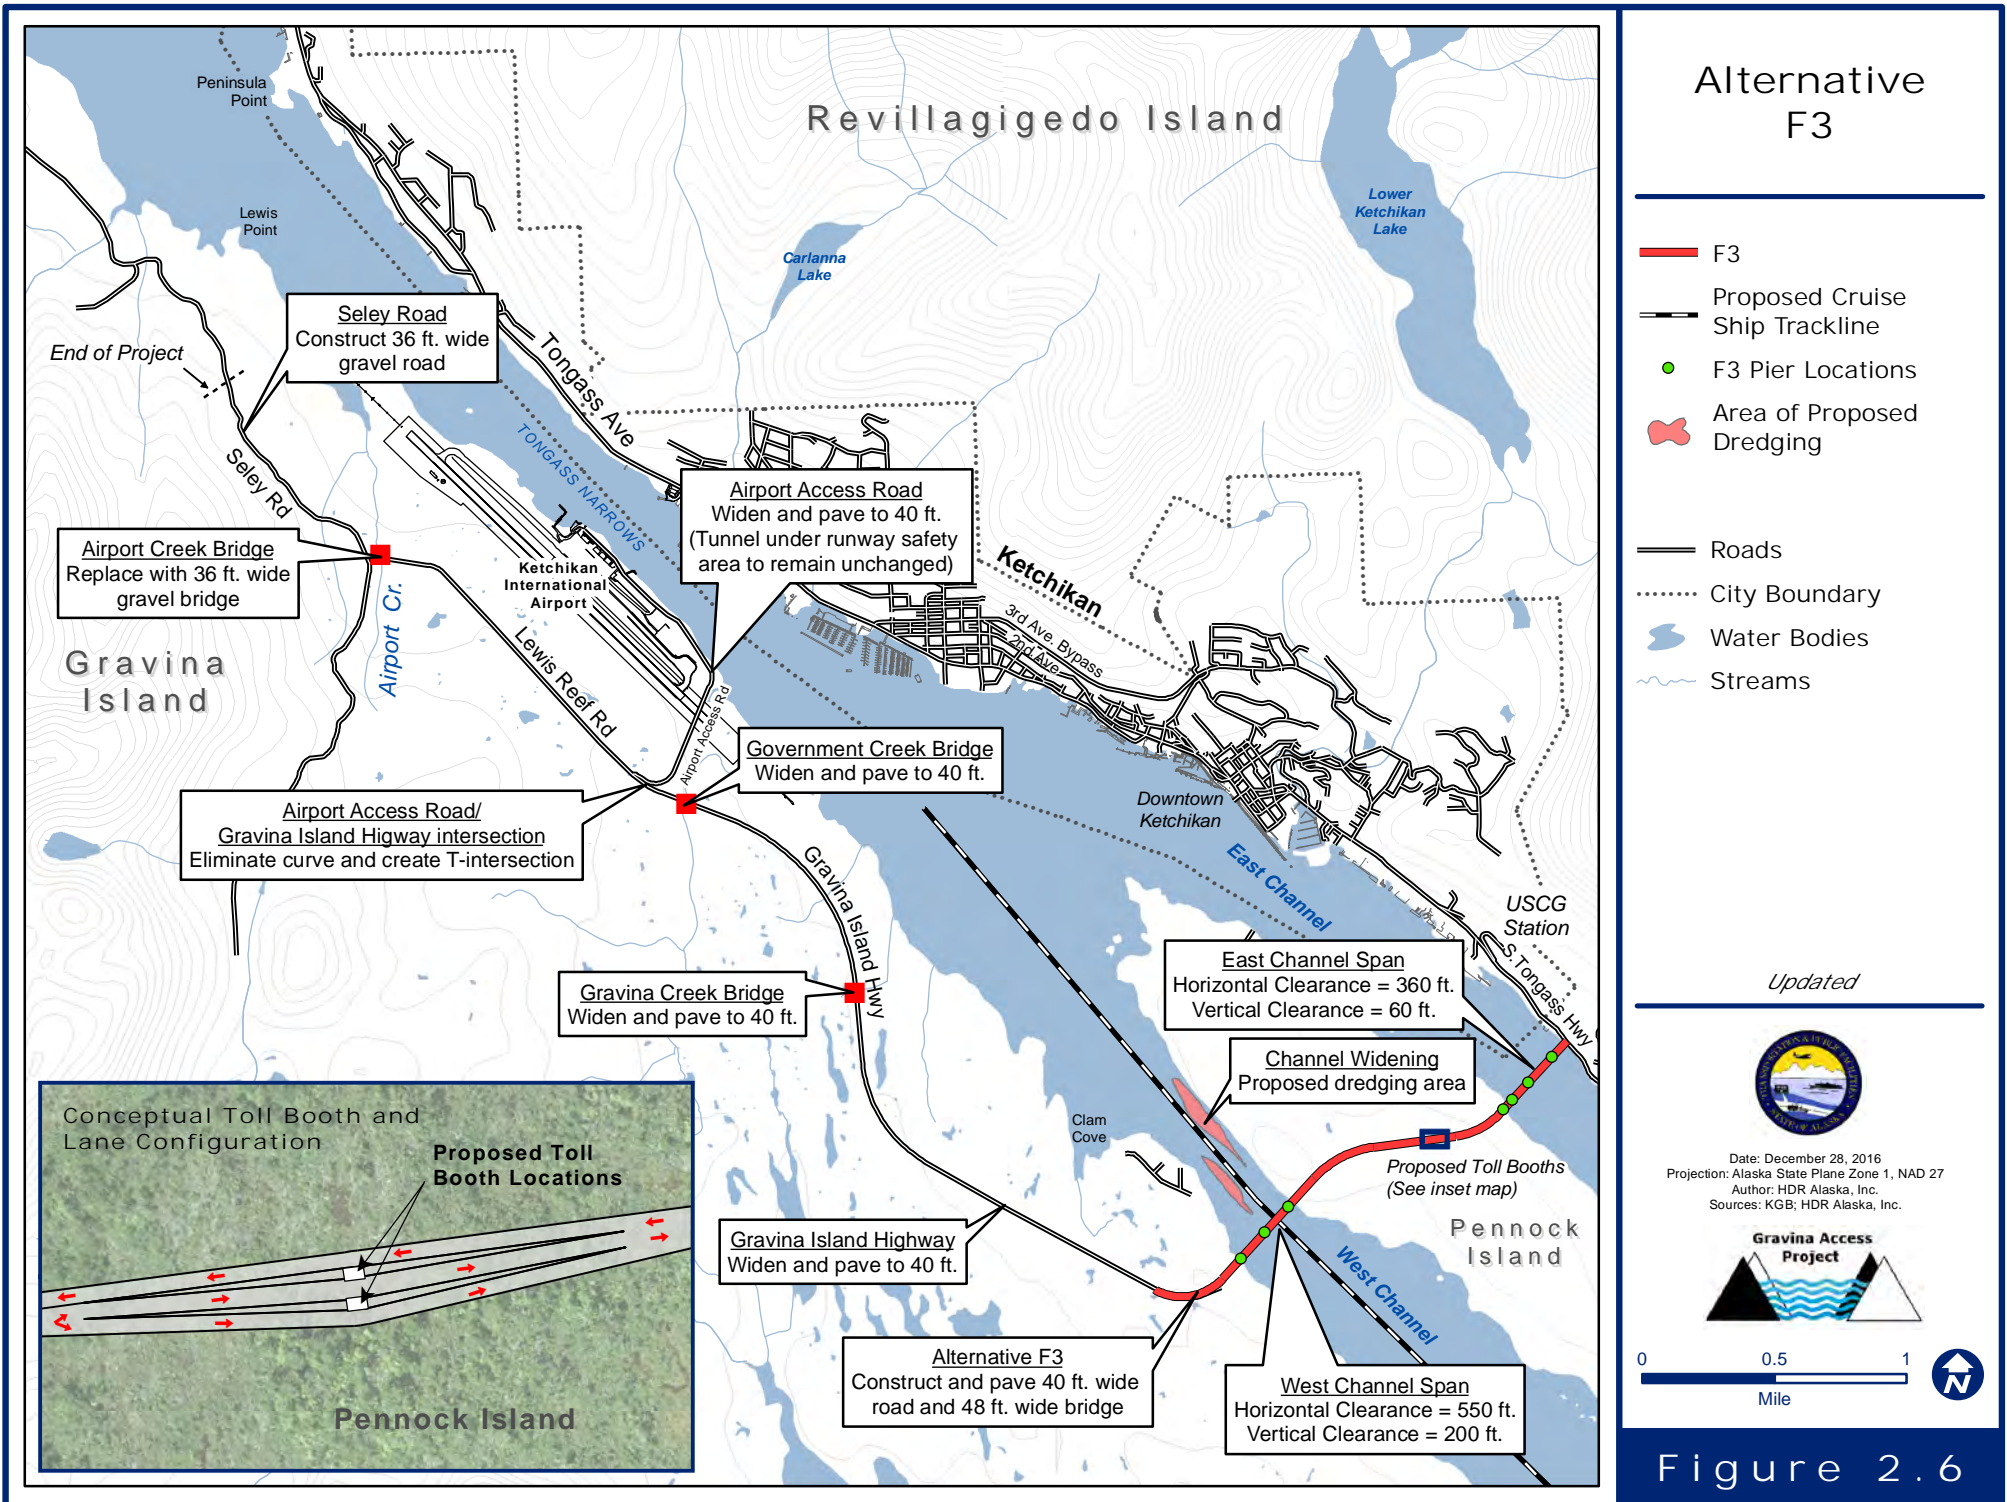 Peninsula
Point
Revillagigedo Island
Lower
Ketchikan
Lake
Lewis
Point
Carlanna
Lake
Seley Road
Construct 36 ft. wide
gravel road
End of Project
Tongass Ave
TONGASS NARROWS
Seley Rd
Airport Access Road
Widen and pave to 40 ft.
(Tunnel under runway safety
area to remain unchanged)
Airport Creek Bridge
Replace with 36 ft. wide
gravel bridge
Ketchikan
International
Airport
Ketchikan
3rd Ave. Bypass
2nd Ave
Airport Cr.
Gravina
Island
Lewis Reef Rd
Airport Access Rd
Government Creek Bridge
Widen and pave to 40 ft.
Airport Access Road/
Gravina Island Higway intersection
Eliminate curve and create T-intersection
Downtown
Ketchikan
East Channel
Gravina Island Hwy
USCG
Station
S.Tongass Hwy
East Channel Span
Horizontal Clearance = 360 ft.
Vertical Clearance = 60 ft.
Gravina Creek Bridge
Widen and pave to 40 ft.
Channel Widening
Proposed dredging area
Clam
Cove
Proposed Toll Booths
(See inset map)
Pennock
Island
Gravina Island Highway
Widen and pave to 40 ft.
West Channel
Alternative F3
Construct and pave 40 ft. wide
road and 48 ft. wide bridge
West Channel Span
Horizontal Clearance = 550 ft.
Vertical Clearance = 200 ft.
Conceptual Toll Booth and
Lane Configuration
Proposed Toll
Booth Locations
Pennock Island
Alternative
F3
F3
Proposed Cruise
Ship Trackline
F3 Pier Locations
Area of Proposed
Dredging
Roads
City Boundary
Water Bodies
Streams
Updated
STATE OF ALASKA
Date: December 28, 2016
Projection: Alaska State Plane Zone 1, NAD 27
Author: HDR Alaska, Inc.
Sources: KGB; HDR Alaska, Inc.
Gravina Access
Project
0 0.5 1
Mile
N
Figure 2.6